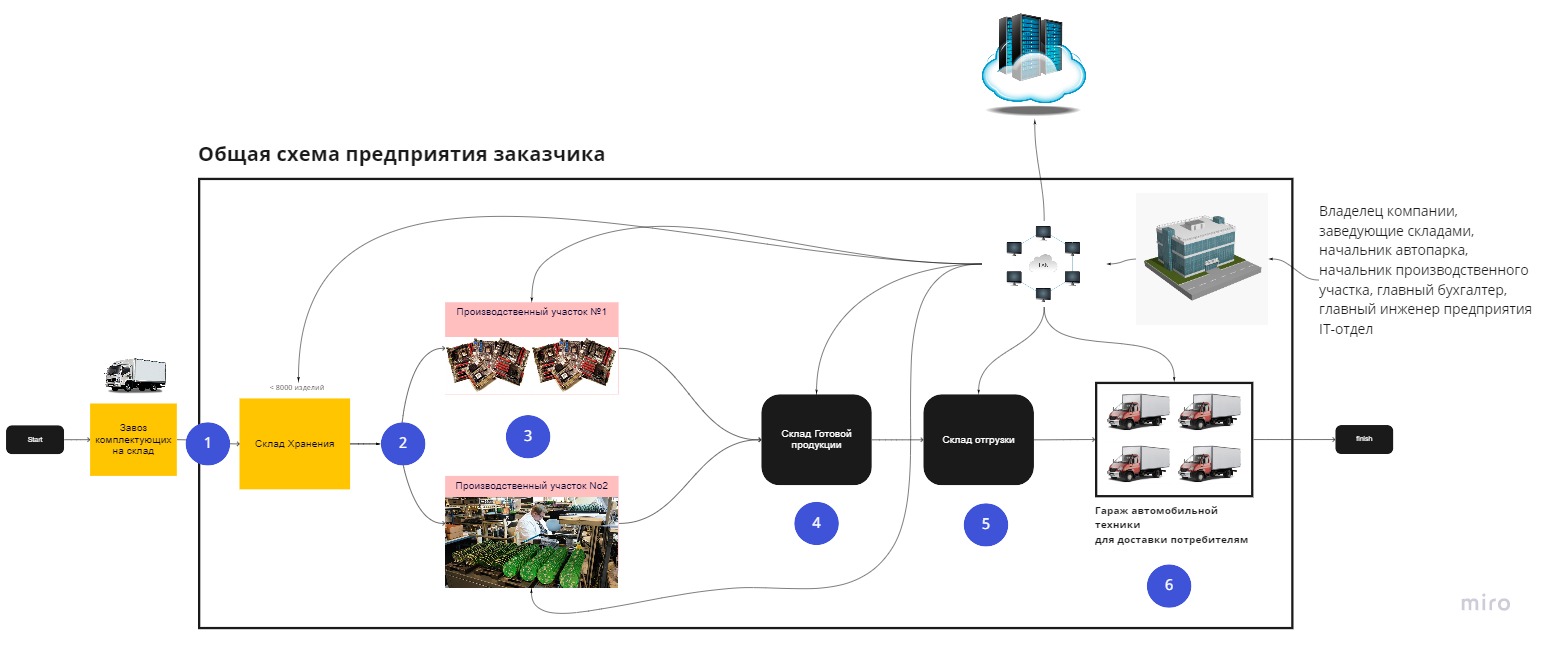 Общая схема предприятия заказчика
Владелец компании,
заведующие складами,
начальник автопарка,
начальник производственного
участка, главный бухгалтер,
главный инженер предприятия
IT-отдел
LAN
Производственный участок №1
< 8000 изделий
Start
Завоз
комплектующих
на склад
1
Склад Хранения
2
3
Производственный участок No2
Склад Готовой
продукции
4
Склад отгрузки
5
Гараж автомобильной
техники
для доставки потребителям
6
finish
miro